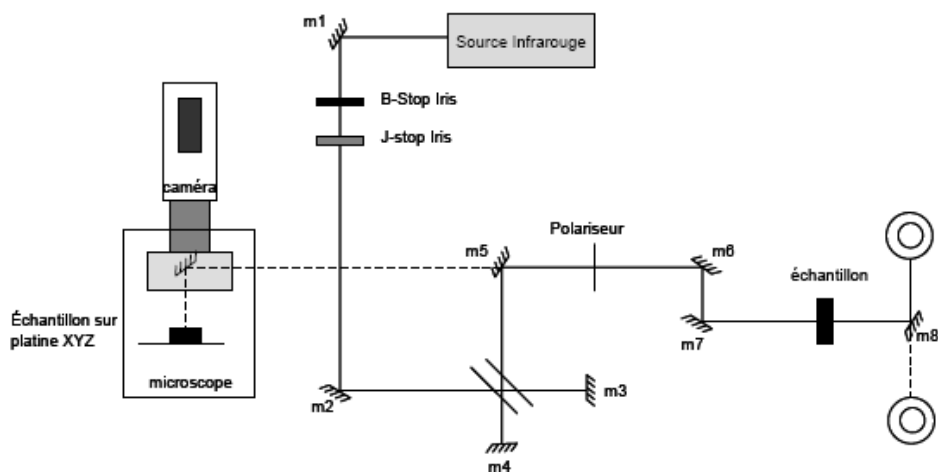 m1
Source Infrarouge
B-Stop Iris
J-stop Iris
caméra
Polariseur
m5
m6
échantillon
Échantillon sur
platine XYZ
m7
m8
microscope
m2
m3
m4